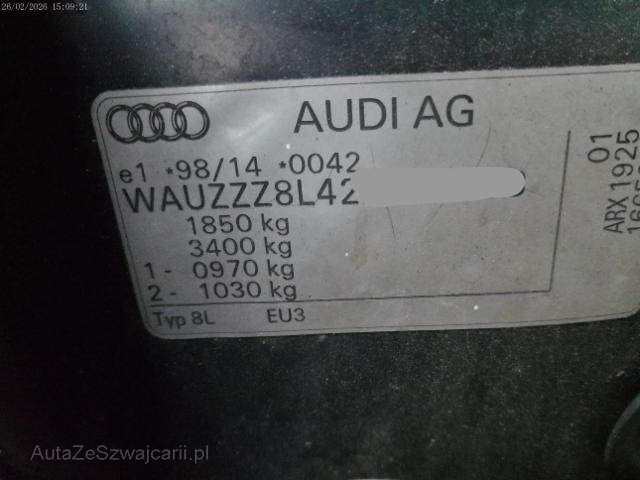 26/02/2026 15:09:21
AUDI AG
e1 *98/14 *0042
WAUZZZ8L42
1850 kg
3400 kg
1 - 0970 kg
2 - 1030 kg
Typ 8L EU3
01
ARX 1925
AutaZeSzwajcarii.pl